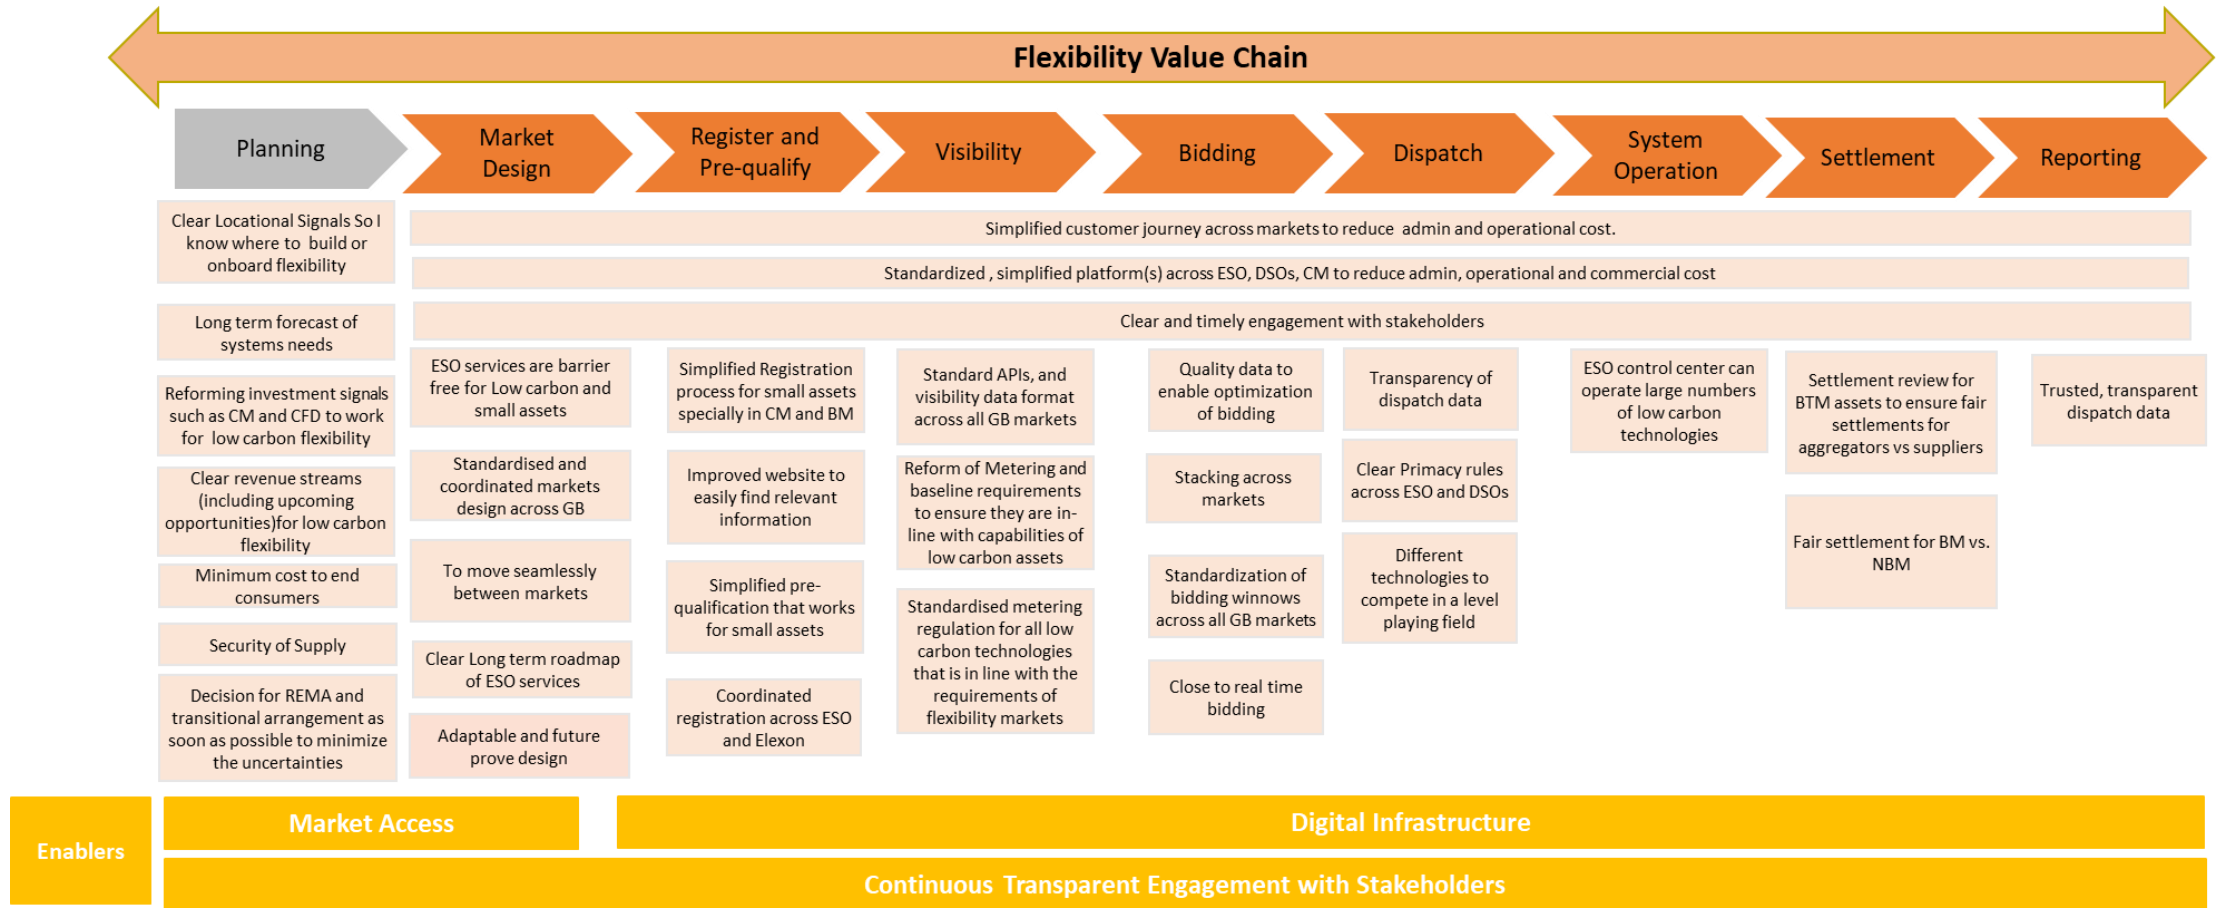 Flexibility Value Chain
Planning
Market
Design
Register and
Pre-qualify
Visibility
Bidding
Dispatch
System
Operation
Settlement
Reporting
Simplified customer journey across markets to reduce admin and operational cost.
Standardized , simplified platform(s) across ESO, DSOs, CM to reduce admin, operational and commercial cost
Clear and timely engagement with stakeholders
Clear Locational Signals So I
know where to build or
onboard flexibility
Long term forecast of
systems needs
Reforming investment signals
such as CM and CFD to work
for low carbon flexibility
Clear revenue streams
(including upcoming
opportunities)for low carbon
flexibility
Minimum cost to end
consumers
Security of Supply
Decision for REMA and
transitional arrangement as
soon as possible to minimize
the uncertainties
ESO services are barrier
free for Low carbon and
small assets
Standardised and
coordinated markets
design across GB
To move seamlessly
between markets
Clear Long term roadmap
of ESO services
Adaptable and future
prove design
Simplified Registration
process for small assets
specially in CM and BM
Improved website to
easily find relevant
information
Simplified pre-
qualification that works
for small assets
Coordinated
registration across ESO
and Elexon
Standard APIs, and
visibility data format
across all GB markets
Reform of Metering and
baseline requirements
to ensure they are in-
line with capabilities of
low carbon assets
Standardised metering
regulation for all low
carbon technologies
that is in line with the
requirements of
flexibility markets
Quality data to
enable optimization
of bidding
Stacking across
markets
Standardization of
bidding winnows
across all GB markets
Close to real time
bidding
Transparency of
dispatch data
Clear Primacy rules
across ESO and DSOs
Different
technologies to
compete in a level
playing field
ESO control center can
operate large numbers
of low carbon
technologies
Settlement review for
BTM assets to ensure fair
settlements for
aggregators vs suppliers
Fair settlement for BM vs.
NBM
Trusted, transparent
dispatch data
Enablers
Market Access
Digital Infrastructure
Continuous Transparent Engagement with Stakeholders